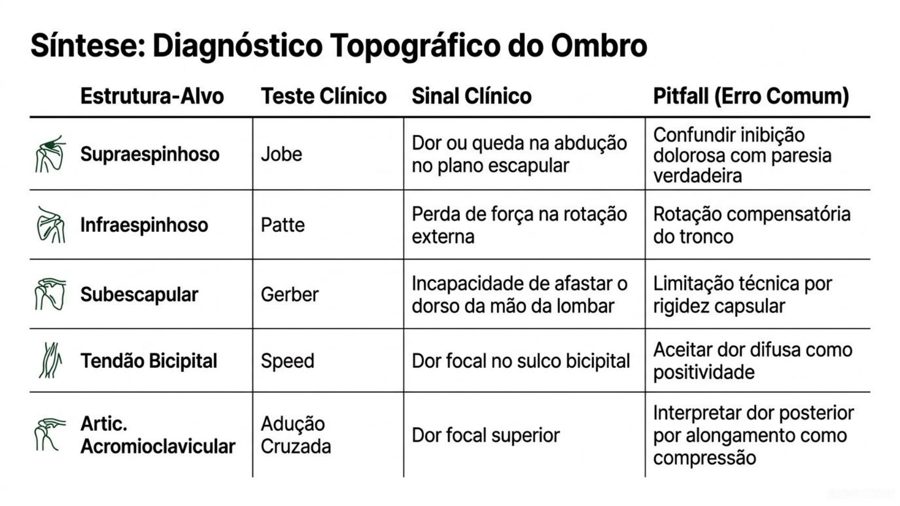 Síntese: Diagnóstico Topográfico do Ombro
Estrutura-Alvo
Teste Clínico
Sinal Clínico
Pitfall (Erro Comum)
Supraespinhoso
Jobe
Dor ou queda na abdução
no plano escapular
Confundir inibição
dolorosa com paresia
verdadeira
Infraespinhoso
Patte
Perda de força na rotação
externa
Rotação compensatória
do tronco
Subescapular
Gerber
Incapacidade de afastar o
dorso da mão da lombar
Limitação técnica por
rigidez capsular
Tendão Bicipital
Speed
Dor focal no sulco bicipital
Aceitar dor difusa como
positividade
Artic.
Acromioclavicular
Adução
Cruzada
Dor focal superior
Interpretar dor posterior
por alongamento como
compressão